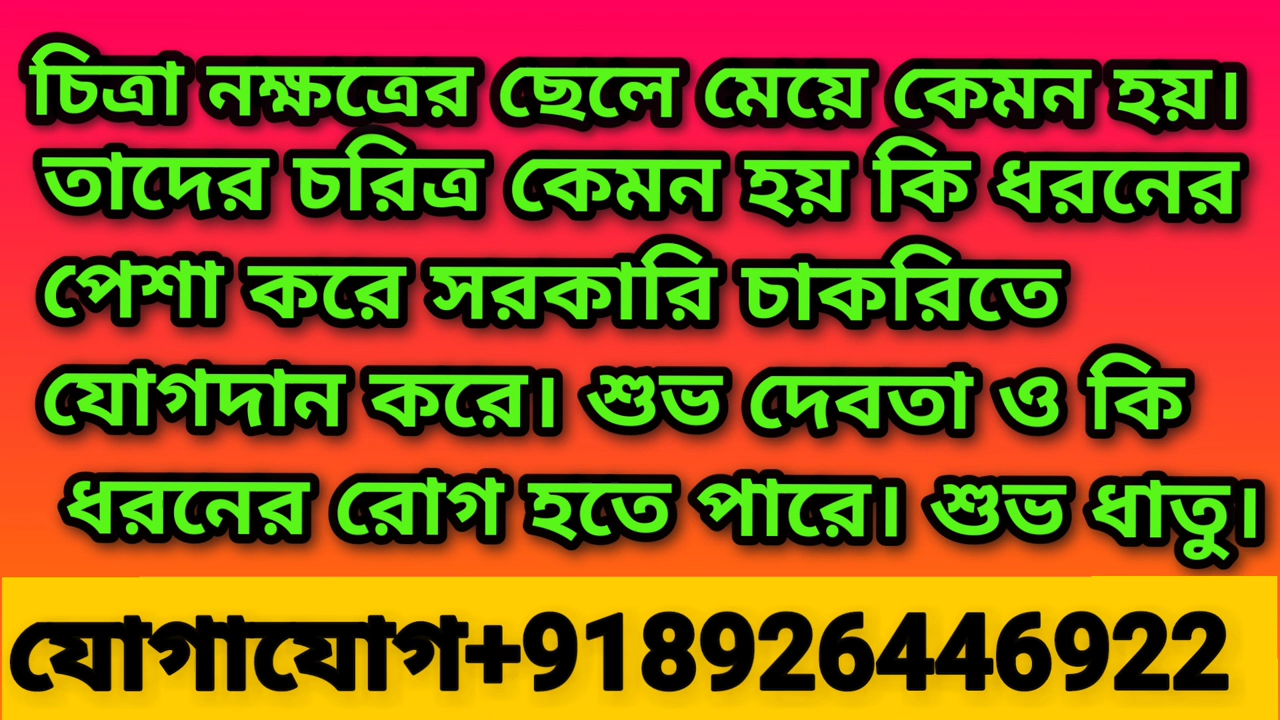 চিত্রা নক্ষত্রের ছেলে মেয়ে কেমন হয়।
তাদের চরিত্র কেমন হয় কি ধরনের
পেশা করে সরকারি চাকরিতে
যোগদান করে। শুভ দেবতা ও কি
ধরনের রোগ হতে পারে। শুভ ধাতু।
যোগাযোগ+918926446922